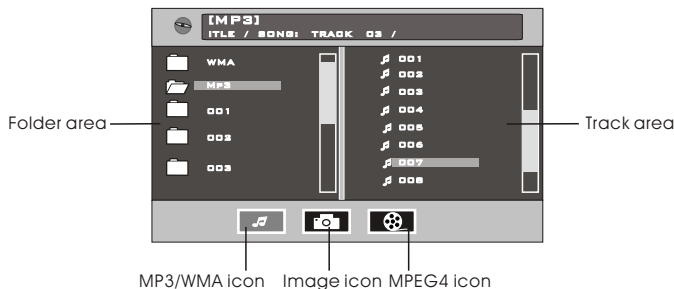 [MP3]
ITLE / SONG: TRACK 03 /
WMA
MP3
001
002
003
001
002
003
004
005
006
007
008
Folder area
Track area
MP3/WMA icon Image icon MPEG4 icon